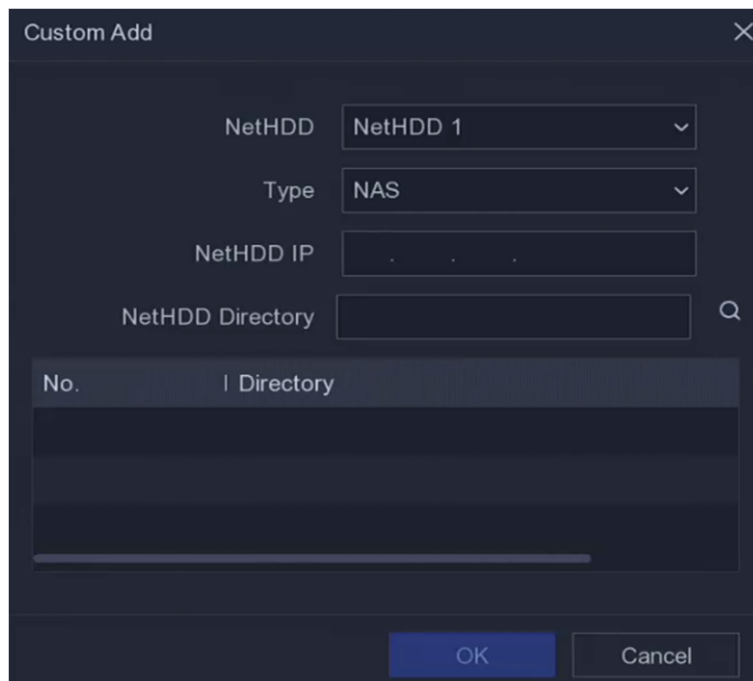 Custom Add
NetHDD NetHDD 1
Type NAS
NetHDD IP . . .
NetHDD Directory
No. Directory
OK Cancel